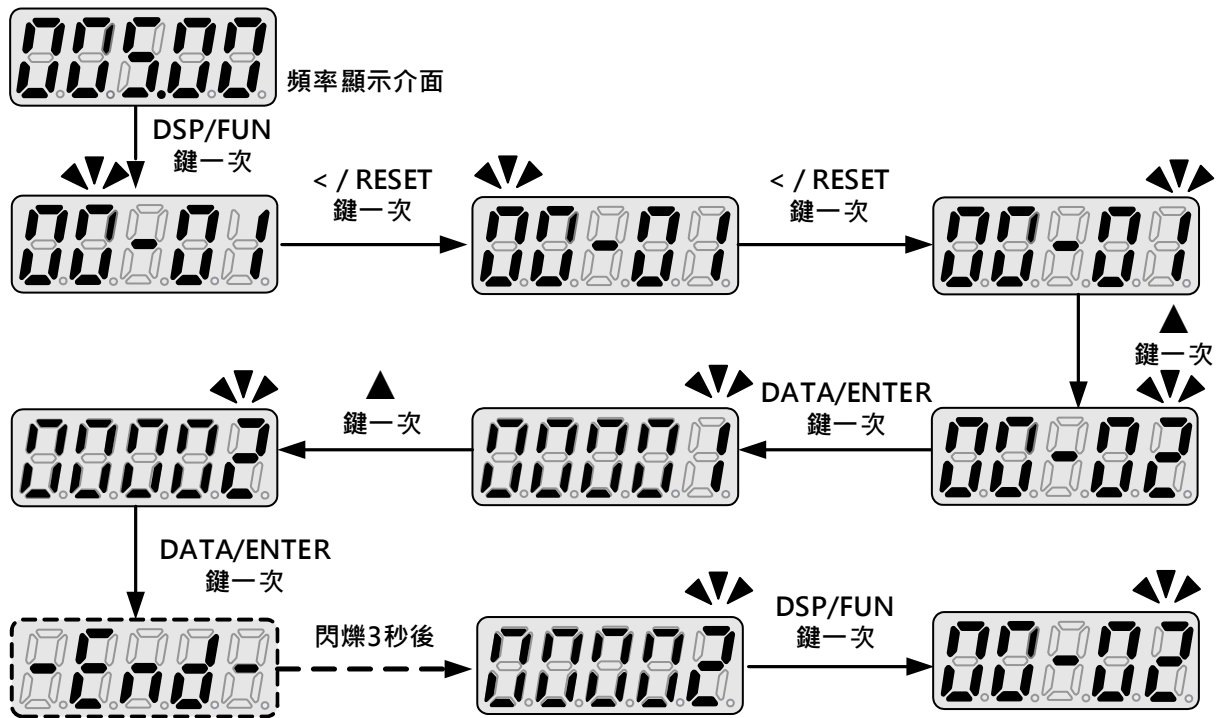 005.00
頻率顯示介面
DSP/FUN
鍵一次
00-01
< / RESET
鍵一次
00-01
< / RESET
鍵一次
00-01
▲
鍵一次
00-02
DATA/ENTER
鍵一次
00001
▲
鍵一次
00002
DATA/ENTER
鍵一次
-End-
閃爍3秒後
00002
DSP/FUN
鍵一次
00-02